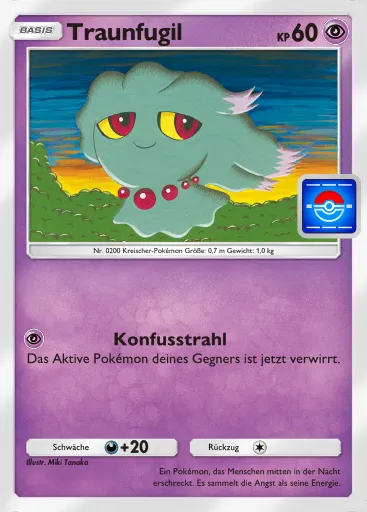 BASIS Traunfugil KP 60
Nr. 0200 Kreischer-Pokémon Größe: 0,7 m Gewicht: 1,0 kg
Konfusstrahl
Das Aktive Pokémon deines Gegners ist jetzt verwirrt.
Schwäche +20 Rückzug
Illustr. Miki Tanaka
Ein Pokémon, das Menschen mitten in der Nacht
erschreckt. Es sammelt die Angst als seine Energie.